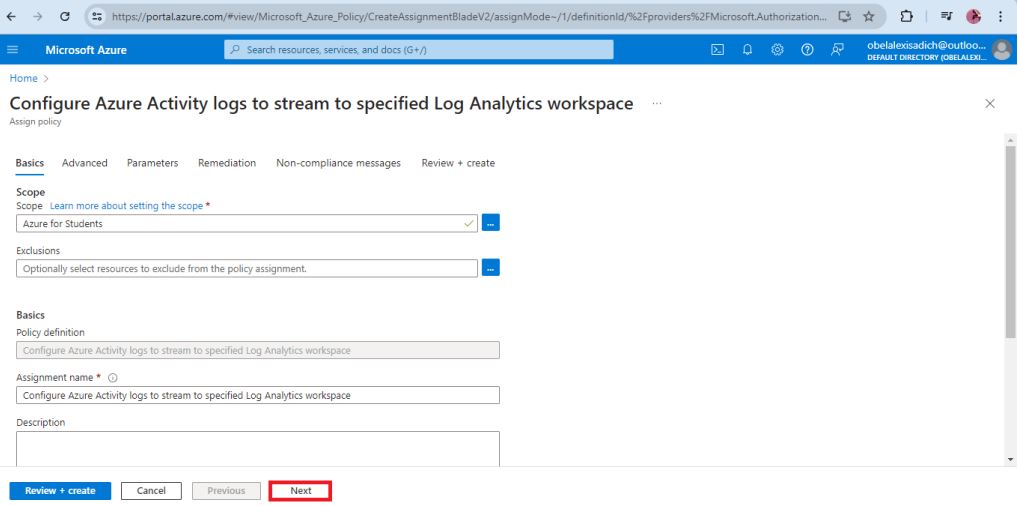 https://portal.azure.com/#view/Microsoft_Azure_Policy/CreateAssignmentBladeV2/assignMode~/1/definitionId/%2Fproviders%2FMicrosoft.Authorization...
Microsoft Azure
Search resources, services, and docs (G+/)
obelalexisadich@outloo...
DEFAULT DIRECTORY (OBELALEXI...
Home >
Configure Azure Activity logs to stream to specified Log Analytics workspace ...
Assign policy
Basics Advanced Parameters Remediation Non-compliance messages Review + create
Scope
Scope Learn more about setting the scope *
Azure for Students
...
Exclusions
Optionally select resources to exclude from the policy assignment.
...
Basics
Policy definition
Configure Azure Activity logs to stream to specified Log Analytics workspace
Assignment name *
Configure Azure Activity logs to stream to specified Log Analytics workspace
Description
Review + create Cancel Previous Next